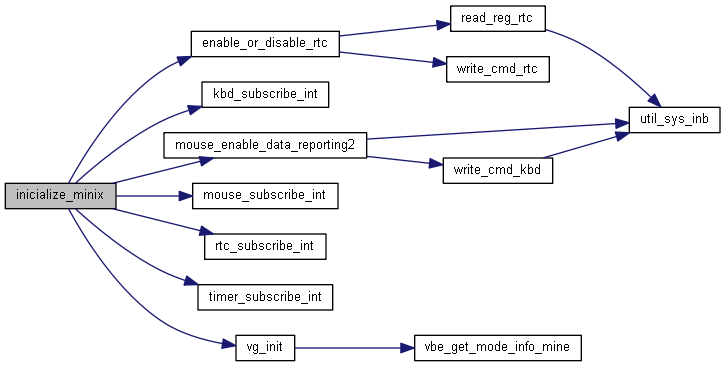 inicialize_minix
enable_or_disable_rtc
kbd_subscribe_int
mouse_enable_data_reporting2
mouse_subscribe_int
rtc_subscribe_int
timer_subscribe_int
vg_init
read_reg_rtc
write_cmd_rtc
write_cmd_kbd
vbe_get_mode_info_mine
util_sys_inb